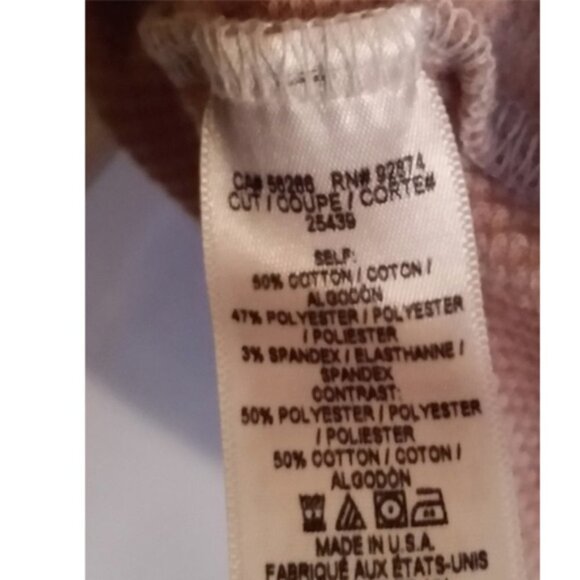 CA# 56286 RN# 92874
CUT / COUPE / CORTE#
25439
SELF:
50% COTTON / COTON /
ALGODÓN
47% POLYESTER / POLYESTER
/ POLIESTER
3% SPANDEX / ELASTHANNE /
SPANDEX
CONTRAST:
50% POLYESTER / POLYESTER
/ POLIESTER
50% COTTON / COTON /
ALGODÓN
MADE IN U.S.A.
FABRIQUÉ AUX ÉTATS-UNIS